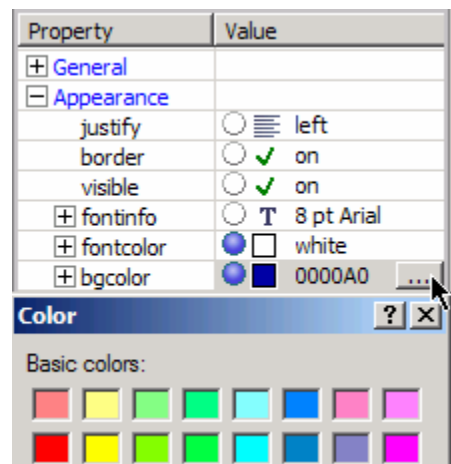 Property Value
General
Appearance
justify left
border on
visible on
fontinfo T 8 pt Arial
fontcolor white
bgcolor 0000A0 ...
Color ? X
Basic colors: